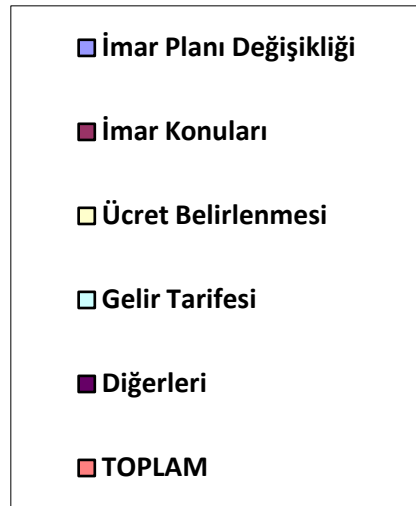 İmar Planı Değişikliği
İmar Konuları
Ücret Belirlenmesi
Gelir Tarifesi
Diğerleri
TOPLAM